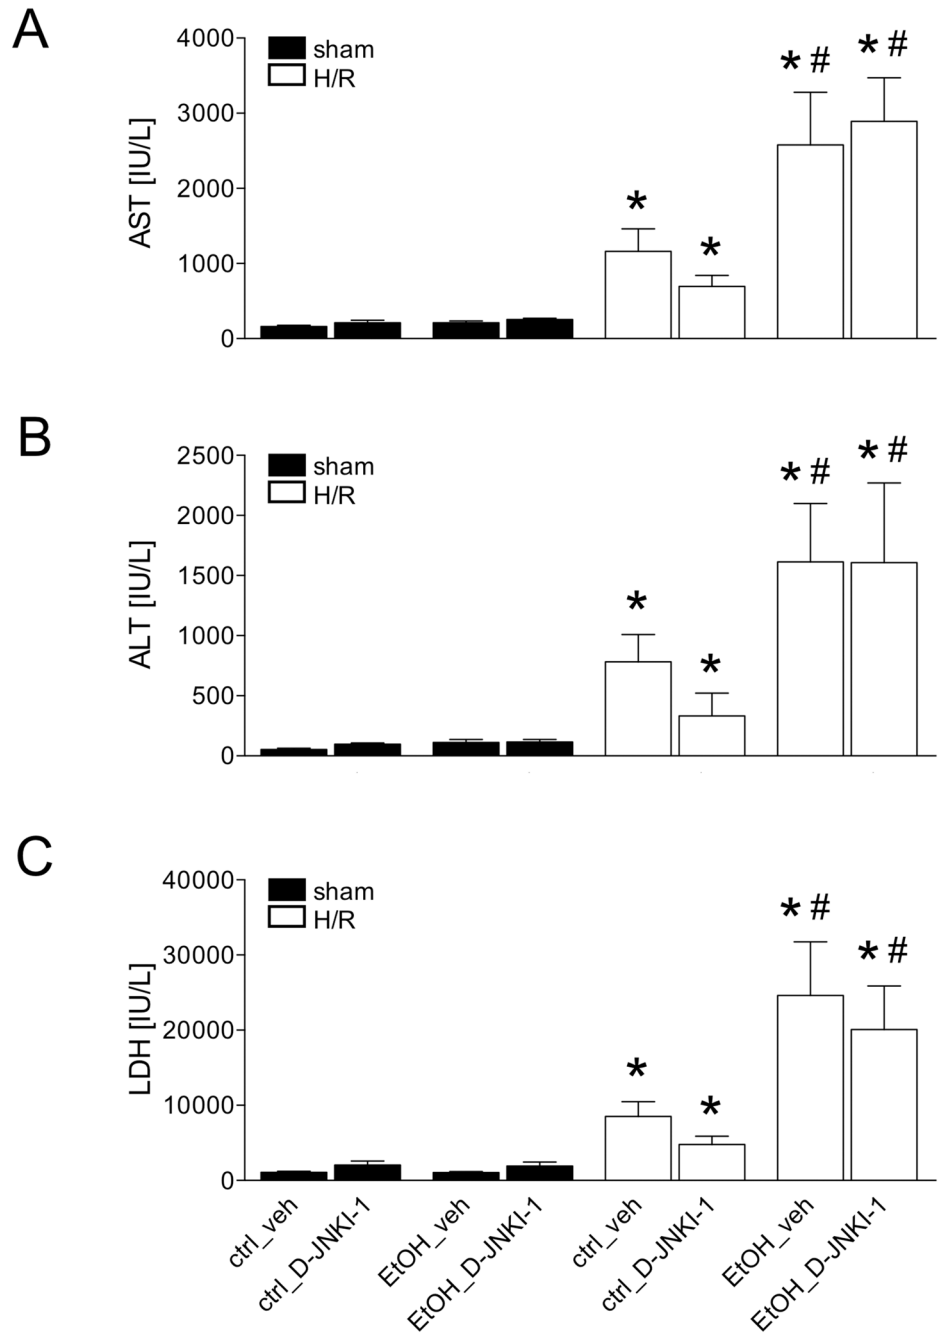 A
4000
3000
2000
1000
0
AST [IU/L]
sham
H/R
*
*
* #
* #
B
2500
2000
1500
1000
500
0
ALT [IU/L]
sham
H/R
*
*
* #
* #
C
40000
30000
20000
10000
0
LDH [IU/L]
sham
H/R
*
*
* #
* #
ctrl_veh
ctrl_D-JNKI-1
EtOH_veh
EtOH_D-JNKI-1
ctrl_veh
ctrl_D-JNKI-1
EtOH_veh
EtOH_D-JNKI-1